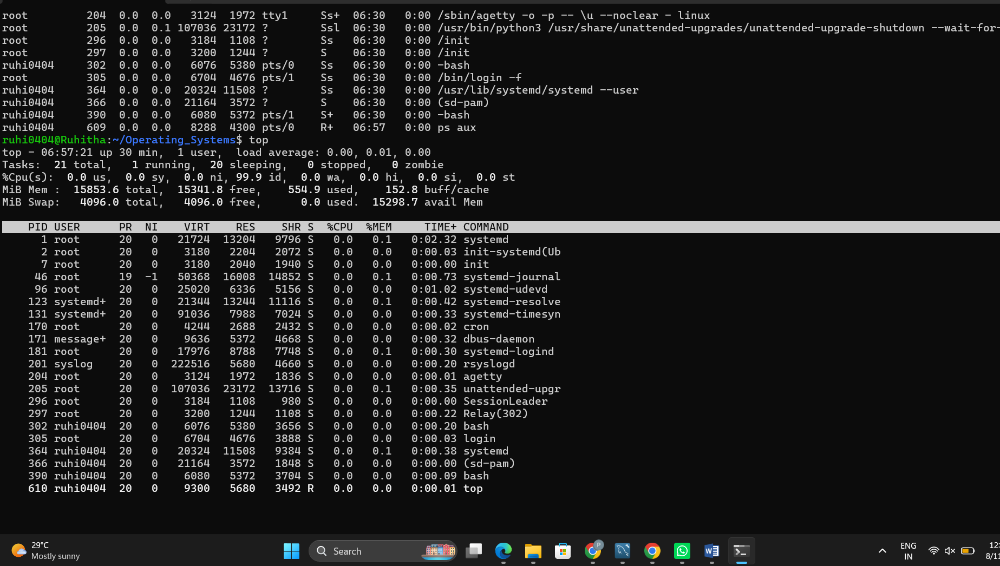 root         204  0.0  0.0   3124  1972 tty1     Ss+  06:30   0:00 /sbin/agetty -o -p -- \u --noclear - linux
root         205  0.0  0.1 107036 23172 ?        Ssl  06:30   0:00 /usr/bin/python3 /usr/share/unattended-upgrades/unattended-upgrade-shutdown --wait-for-
root         296  0.0  0.0   3184  1108 ?        Ss   06:30   0:00 /init
root         297  0.0  0.0   3200  1244 ?        S    06:30   0:00 /init
ruhi0404     302  0.0  0.0   6076  5380 pts/0    Ss   06:30   0:00 -bash
root         305  0.0  0.0   6704  4676 pts/1    Ss   06:30   0:00 /bin/login -f
ruhi0404     364  0.0  0.0  20324 11508 ?        Ss   06:30   0:00 /usr/lib/systemd/systemd --user
ruhi0404     366  0.0  0.0  21164  3572 ?        S    06:30   0:00 (sd-pam)
ruhi0404     390  0.0  0.0   6080  5372 pts/1    S+   06:30   0:00 -bash
ruhi0404     609  0.0  0.0   8288  4300 pts/0    R+   06:57   0:00 ps aux
ruhi0404@Ruhitha:~/Operating_Systems$ top
top - 06:57:21 up 30 min,  1 user,  load average: 0.00, 0.01, 0.00
Tasks:  21 total,   1 running,  20 sleeping,   0 stopped,   0 zombie
%Cpu(s):  0.0 us,  0.0 sy,  0.0 ni, 99.9 id,  0.0 wa,  0.0 hi,  0.0 si,  0.0 st
MiB Mem :  15853.6 total,  15341.8 free,    554.9 used,    152.8 buff/cache
MiB Swap:   4096.0 total,   4096.0 free,      0.0 used.  15298.7 avail Mem
PID USER      PR  NI    VIRT    RES    SHR S  %CPU  %MEM     TIME+ COMMAND
1 root      20   0   21724  13204   9796 S   0.0   0.1   0:02.32 systemd
2 root      20   0    3180   2204   2072 S   0.0   0.0   0:00.03 init-systemd(Ub
7 root      20   0    3180   2040   1940 S   0.0   0.0   0:00.00 init
46 root      19  -1   50368  16008  14852 S   0.0   0.1   0:00.73 systemd-journal
96 root      20   0   25020   6336   5156 S   0.0   0.0   0:01.02 systemd-udevd
123 systemd+  20   0   21344  13244  11116 S   0.0   0.1   0:00.42 systemd-resolve
131 systemd+  20   0   91036   7988   7024 S   0.0   0.0   0:00.33 systemd-timesyn
170 root      20   0    4244   2688   2432 S   0.0   0.0   0:00.02 cron
171 message+  20   0    9636   5372   4668 S   0.0   0.0   0:00.32 dbus-daemon
181 root      20   0   17976   8788   7748 S   0.0   0.1   0:00.30 systemd-logind
201 syslog    20   0  222516   5680   4660 S   0.0   0.0   0:00.20 rsyslogd
204 root      20   0    3124   1972   1836 S   0.0   0.0   0:00.01 agetty
205 root      20   0  107036  23172  13716 S   0.0   0.1   0:00.35 unattended-upgr
296 root      20   0    3184   1108    980 S   0.0   0.0   0:00.00 SessionLeader
297 root      20   0    3200   1244   1108 S   0.0   0.0   0:00.22 Relay(302)
302 ruhi0404  20   0    6076   5380   3656 S   0.0   0.0   0:00.20 bash
305 root      20   0    6704   4676   3888 S   0.0   0.0   0:00.03 login
364 ruhi0404  20   0   20324  11508   9384 S   0.0   0.1   0:00.38 systemd
366 ruhi0404  20   0   21164   3572   1848 S   0.0   0.0   0:00.00 (sd-pam)
390 ruhi0404  20   0    6080   5372   3704 S   0.0   0.0   0:00.09 bash
610 ruhi0404  20   0    9300   5680   3492 R   0.0   0.0   0:00.01 top
29°C
Mostly sunny
Search
P
W
ENG
IN
12:
8/11